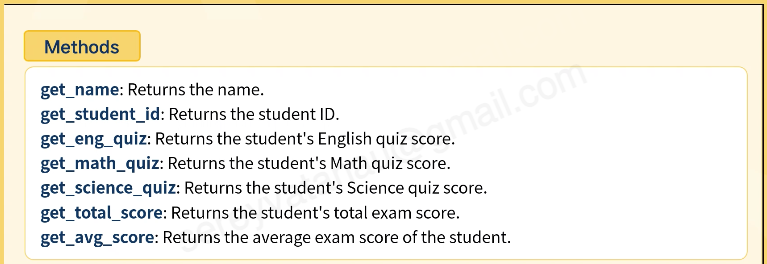 Methods
get_name: Returns the name.
get_student_id: Returns the student ID.
get_eng_quiz: Returns the student's English quiz score.
get_math_quiz: Returns the student's Math quiz score.
get_science_quiz: Returns the student's Science quiz score.
get_total_score: Returns the student's total exam score.
get_avg_score: Returns the average exam score of the student.